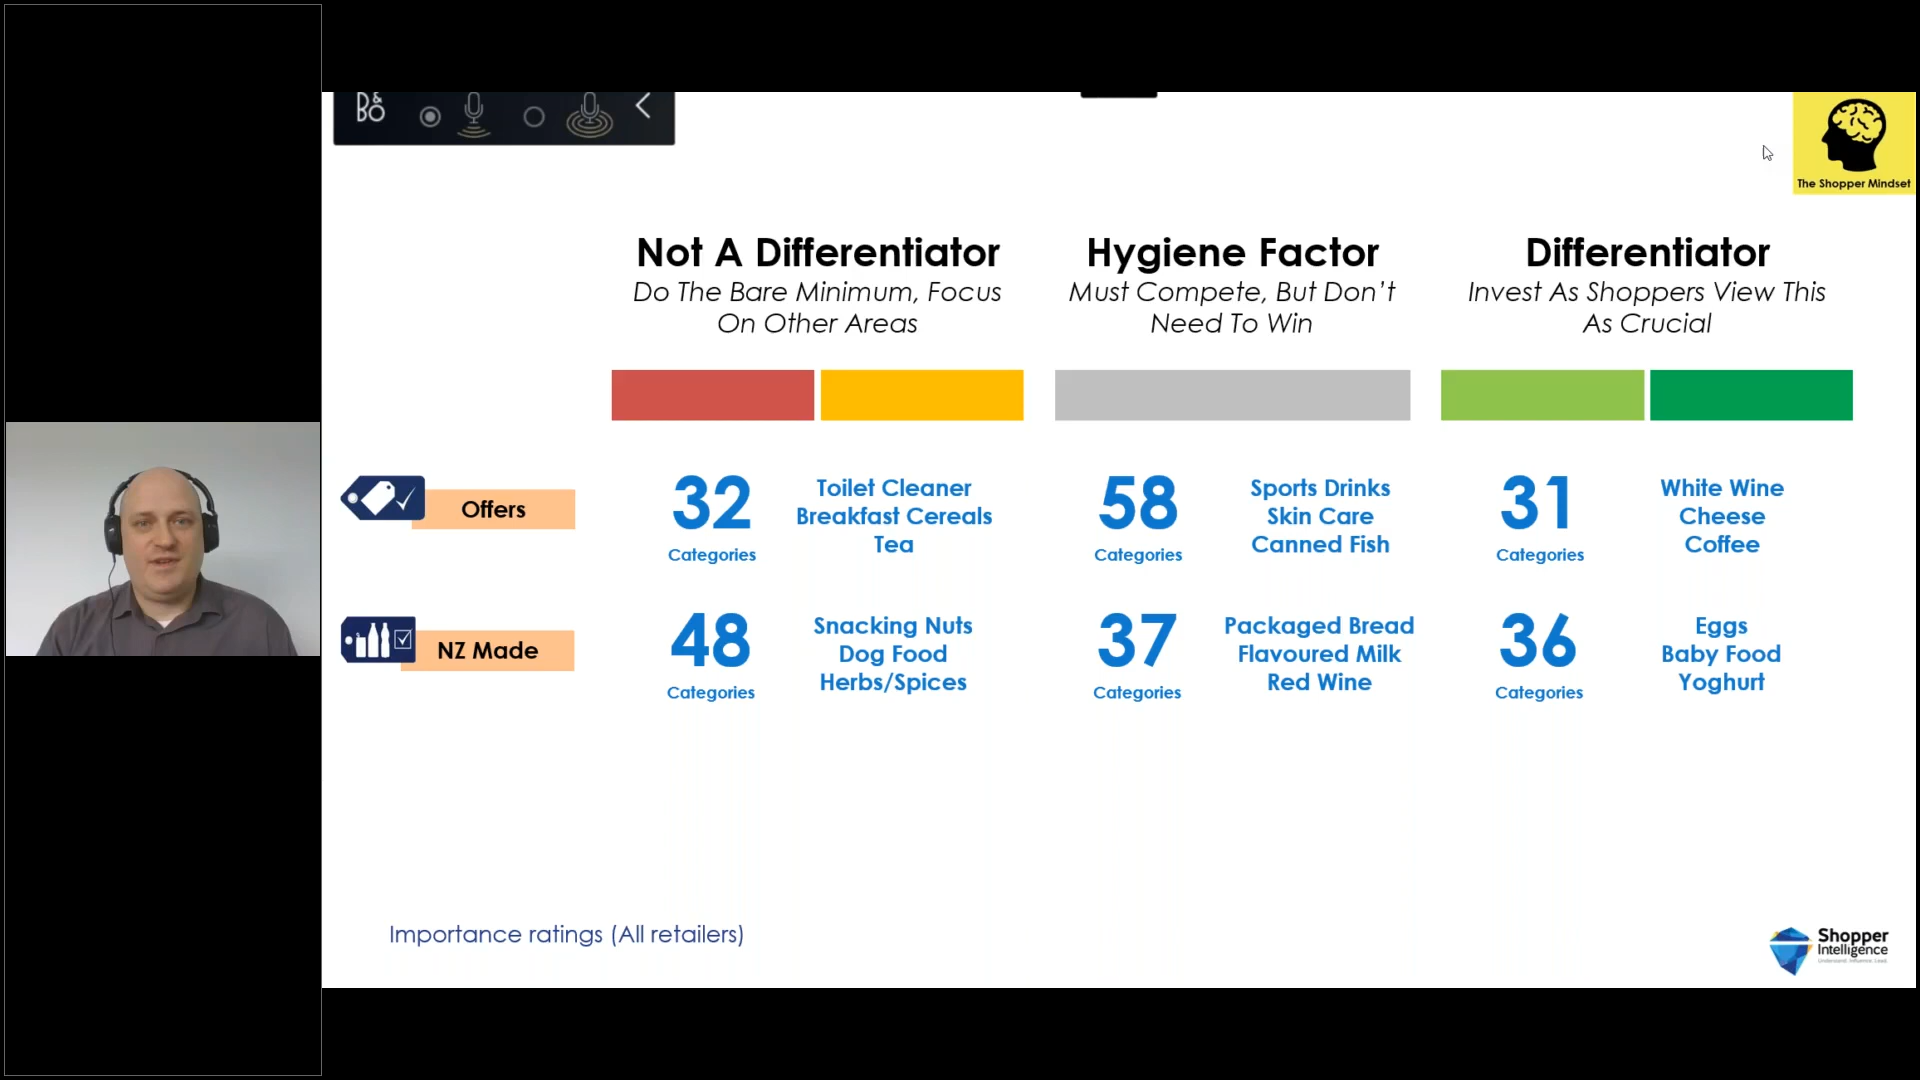 B&O
The Shopper Mindset
Not A Differentiator
Do The Bare Minimum, Focus
On Other Areas
Hygiene Factor
Must Compete, But Don't
Need To Win
Differentiator
Invest As Shoppers View This
As Crucial
Offers
32
Categories
Toilet Cleaner
Breakfast Cereals
Tea
58
Categories
Sports Drinks
Skin Care
Canned Fish
31
Categories
White Wine
Cheese
Coffee
NZ Made
48
Categories
Snacking Nuts
Dog Food
Herbs/Spices
37
Categories
Packaged Bread
Flavoured Milk
Red Wine
36
Categories
Eggs
Baby Food
Yoghurt
Importance ratings (All retailers)
Shopper
Intelligence
Understand. Influence. Lead.